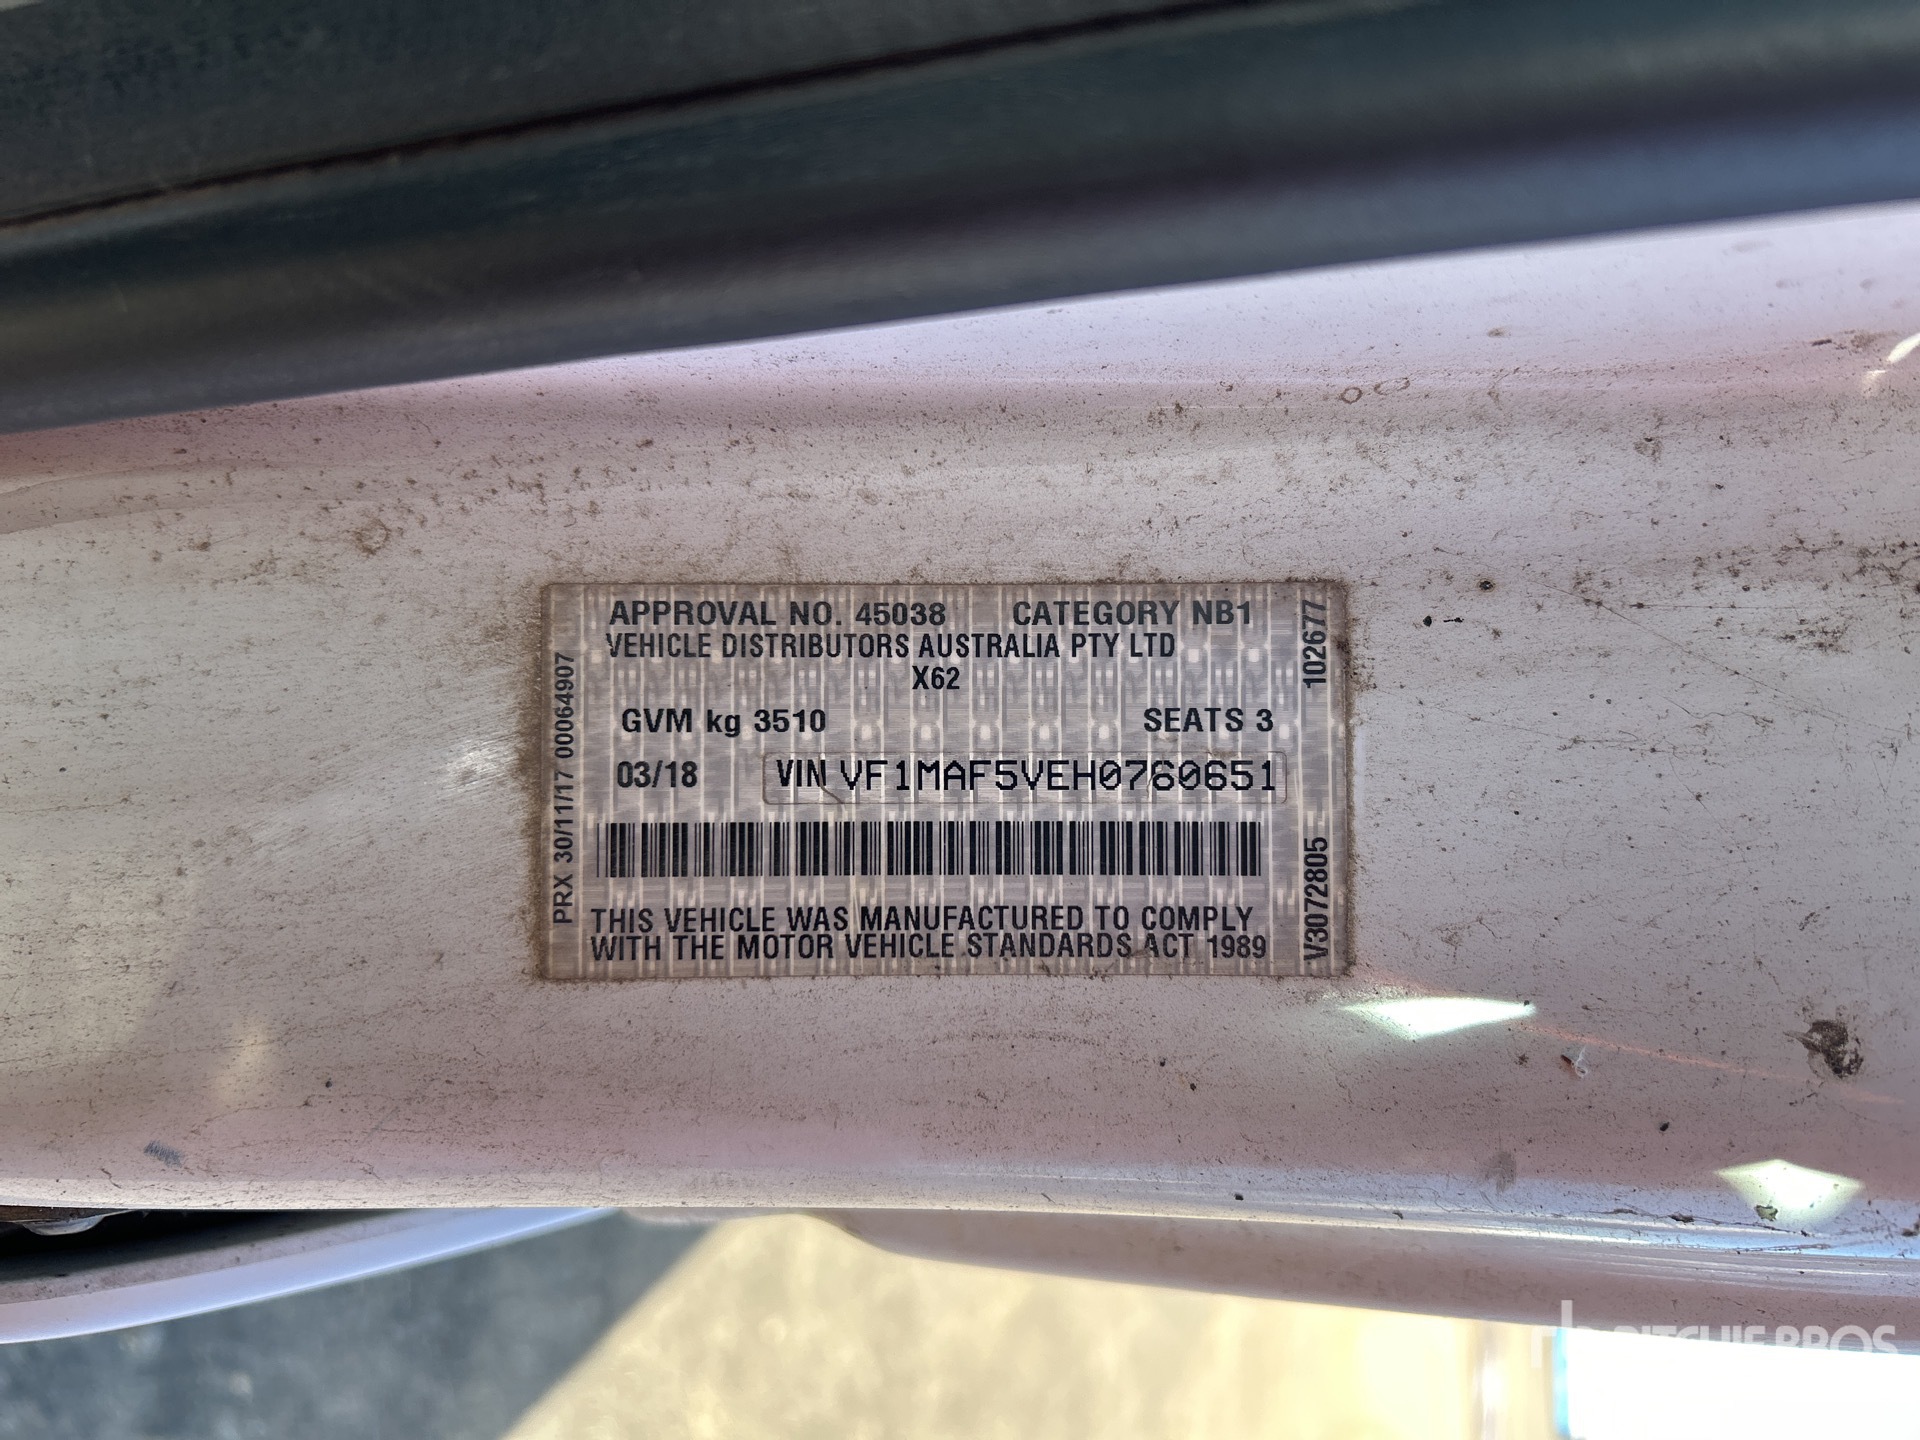 APPROVAL NO. 45038 CATEGORY NB1
VEHICLE DISTRIBUTORS AUSTRALIA PTY LTD
X62
GVM kg 3510 SEATS 3
03/18 VIN VF1MAF5VEH0760651
THIS VEHICLE WAS MANUFACTURED TO COMPLY
WITH THE MOTOR VEHICLE STANDARDS ACT 1989
PRX 30/11/17 00064907
102677
V3072805
RITCHIE BROS